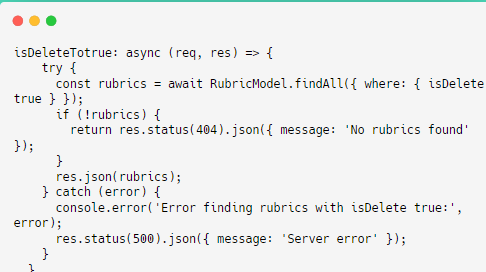 isDeleteTotrue: async (req, res) => {
    try {
      const rubrics = await RubricModel.findAll({ where: { isDelete
true } });
      if (!rubrics) {
        return res.status(404).json({ message: 'No rubrics found'
});
      }
      res.json(rubrics);
    } catch (error) {
      console.error('Error finding rubrics with isDelete true:',
error);
      res.status(500).json({ message: 'Server error' });
    }
  }